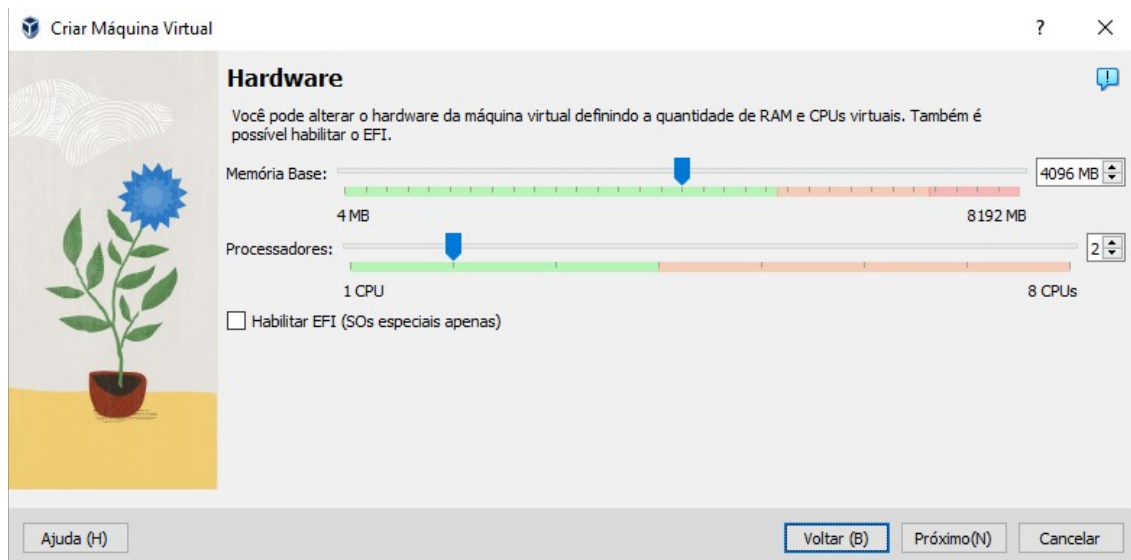 Criar Máquina Virtual
?
Hardware
Você pode alterar o hardware da máquina virtual definindo a quantidade de RAM e CPUs virtuais. Também é
possível habilitar o EFI.
Memória Base:
4096 MB
4 MB
8192 MB
Processadores:
2
1 CPU
8 CPUs
Habilitar EFI (SOs especiais apenas)
Ajuda (H)
Voltar (B)
Próximo(N)
Cancelar